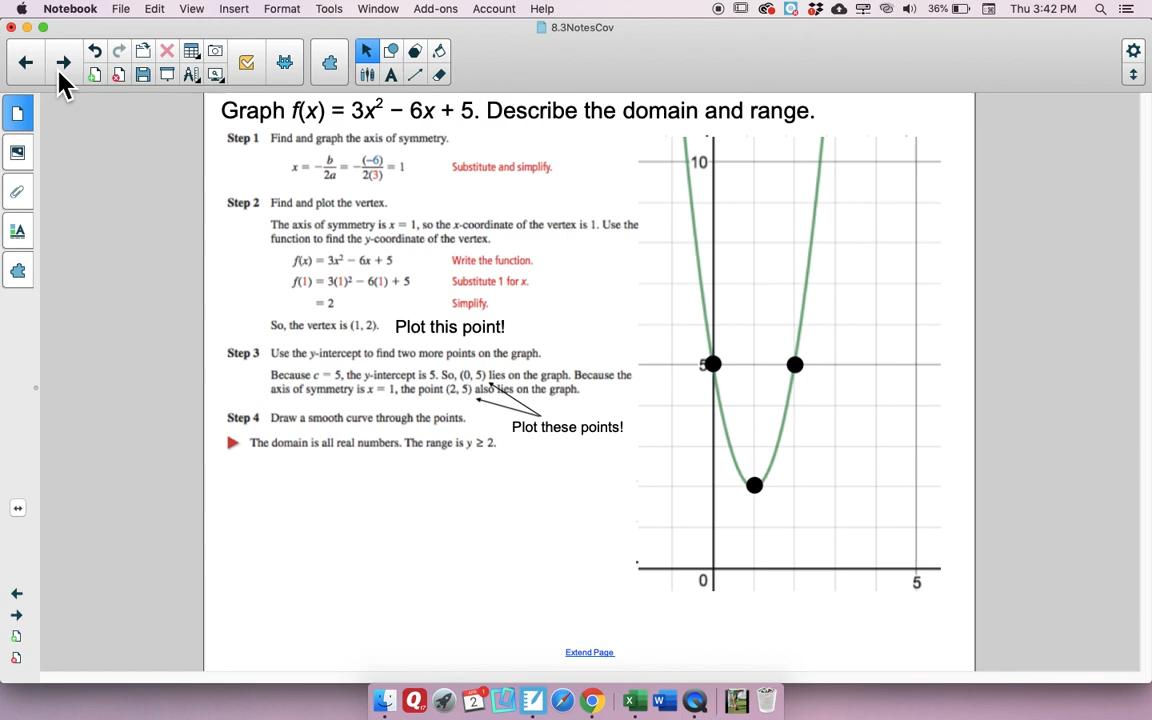 Notebook File Edit View Insert Format Tools Window Add-ons Account Help 36% Thu 3:42 PM
8.3NotesCov
Graph f(x) = 3x² − 6x + 5. Describe the domain and range.
Step 1 Find and graph the axis of symmetry.
x = − b/2a = − (−6)/2(3) = 1 Substitute and simplify.
Step 2 Find and plot the vertex.
The axis of symmetry is x = 1, so the x-coordinate of the vertex is 1. Use the
function to find the y-coordinate of the vertex.
f(x) = 3x² − 6x + 5 Write the function.
f(1) = 3(1)² − 6(1) + 5 Substitute 1 for x.
= 2 Simplify.
So, the vertex is (1, 2). Plot this point!
Step 3 Use the y-intercept to find two more points on the graph.
Because c = 5, the y-intercept is 5. So, (0, 5) lies on the graph. Because the
axis of symmetry is x = 1, the point (2, 5) also lies on the graph.
Step 4 Draw a smooth curve through the points.
Plot these points!
The domain is all real numbers. The range is y ≥ 2.
10
5
0 5
Extend Page